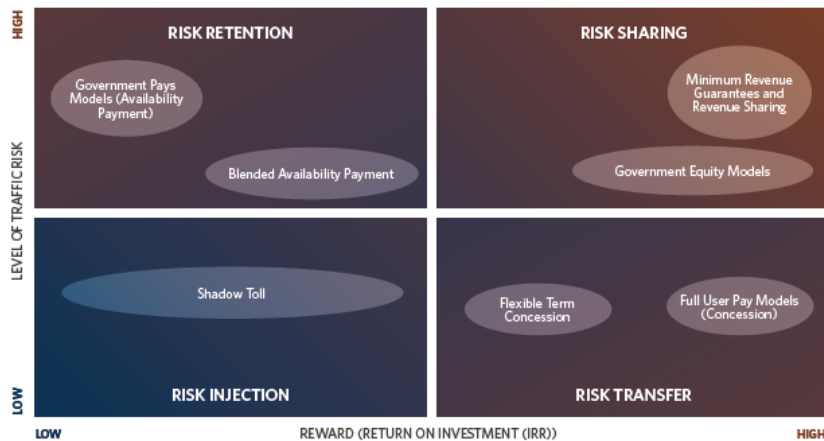 HIGH
LEVEL OF TRAFFIC RISK
LOW
RISK RETENTION
Government Pays
Models (Availability
Payment)
Blended Availability Payment
RISK SHARING
Minimum Revenue
Guarantees and
Revenue Sharing
Government Equity Models
Shadow Toll
RISK INJECTION
Flexible Term
Concession
Full User Pay Models
(Concession)
RISK TRANSFER
LOW
REWARD (RETURN ON INVESTMENT (IRR))
HIGH